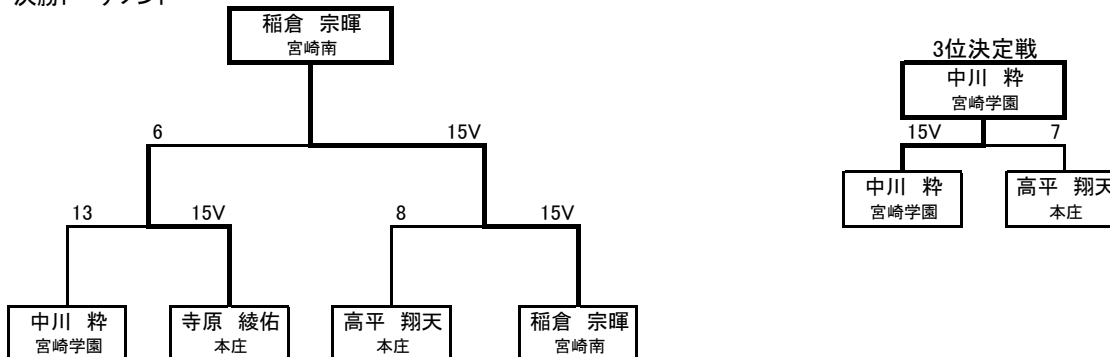 決勝トーナメント
稲倉 宗暉
宮崎南
3位決定戦
中川 粋
宮崎学園
6 15V
15V 7
中川 粋 高平 翔天
宮崎学園 本庄
13 15V 8 15V
中川 粋 寺原 綾佑 高平 翔天 稲倉 宗暉
宮崎学園 本庄 本庄 宮崎南